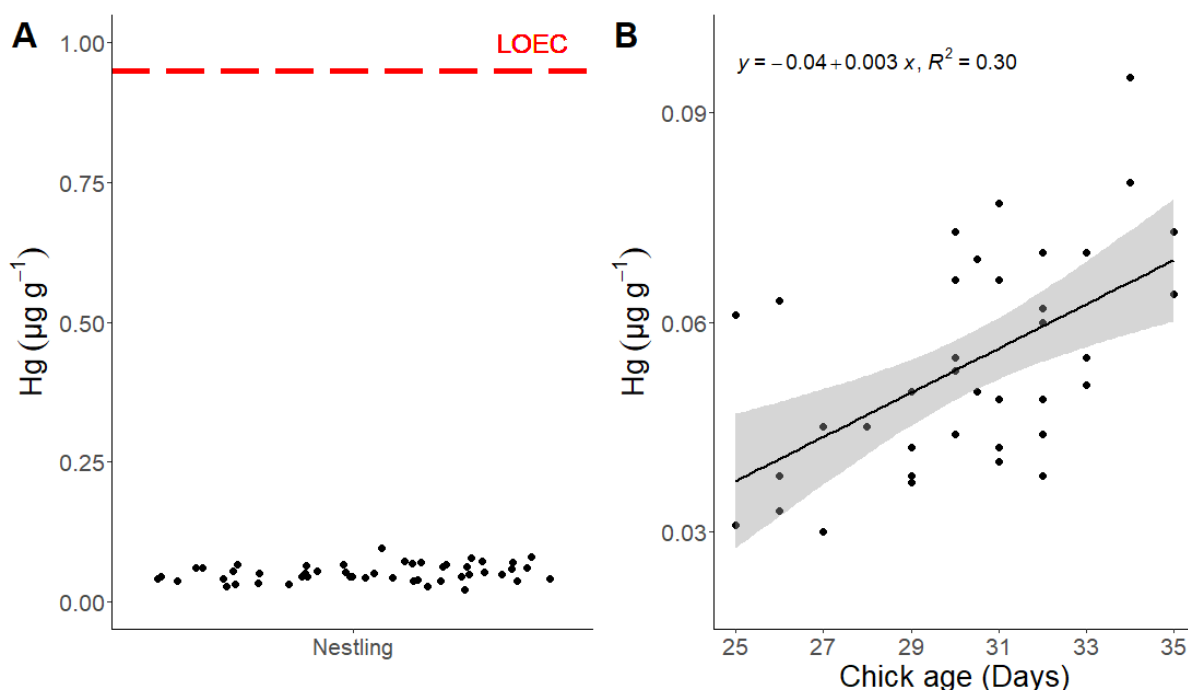 A
LOEC
1.00
0.75
0.50
0.25
0.00
Hg (µg g⁻¹)
Nestling
B
y = −0.04 + 0.003 x, R² = 0.30
0.09
0.06
0.03
Hg (µg g⁻¹)
25 27 29 31 33 35
Chick age (Days)